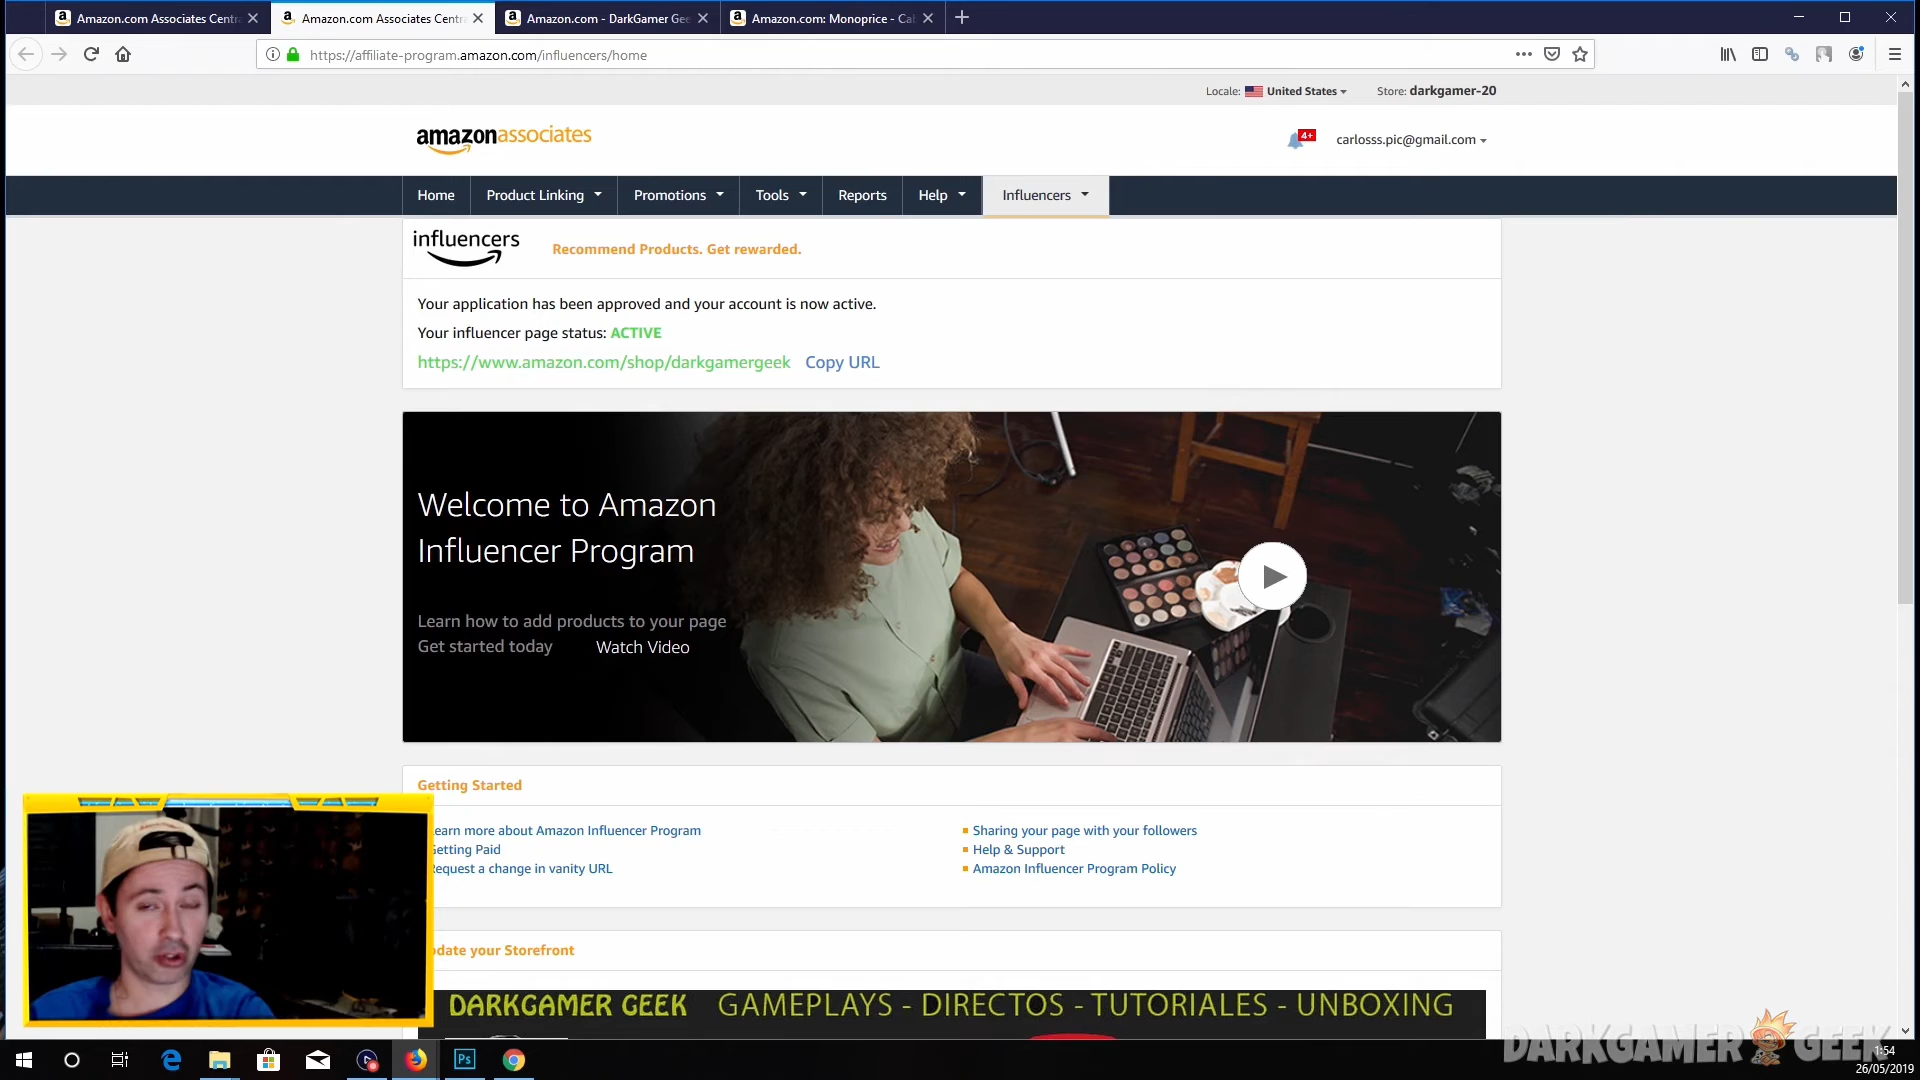 Amazon.com Associates Centr
Amazon.com Associates Centr
Amazon.com - DarkGamer Gee
Amazon.com: Monoprice - Cab
https://affiliate-program.amazon.com/influencers/home
Locale: United States
Store: darkgamer-20
amazonassociates
4+
carlosss.pic@gmail.com
Home
Product Linking
Promotions
Tools
Reports
Help
Influencers
influencers
Recommend Products. Get rewarded.
Your application has been approved and your account is now active.
Your influencer page status: ACTIVE
https://www.amazon.com/shop/darkgamergeek Copy URL
Welcome to Amazon
Influencer Program
Learn how to add products to your page
Get started today Watch Video
Getting Started
earn more about Amazon Influencer Program
Sharing your page with your followers
Getting Paid
Help & Support
equest a change in vanity URL
Amazon Influencer Program Policy
date your Storefront
DARKGAMER GEEK GAMEPLAYS - DIRECTOS - TUTORIALES - UNBOXING
DARKGAMER GEEK
Ps
1:54
26/05/2019